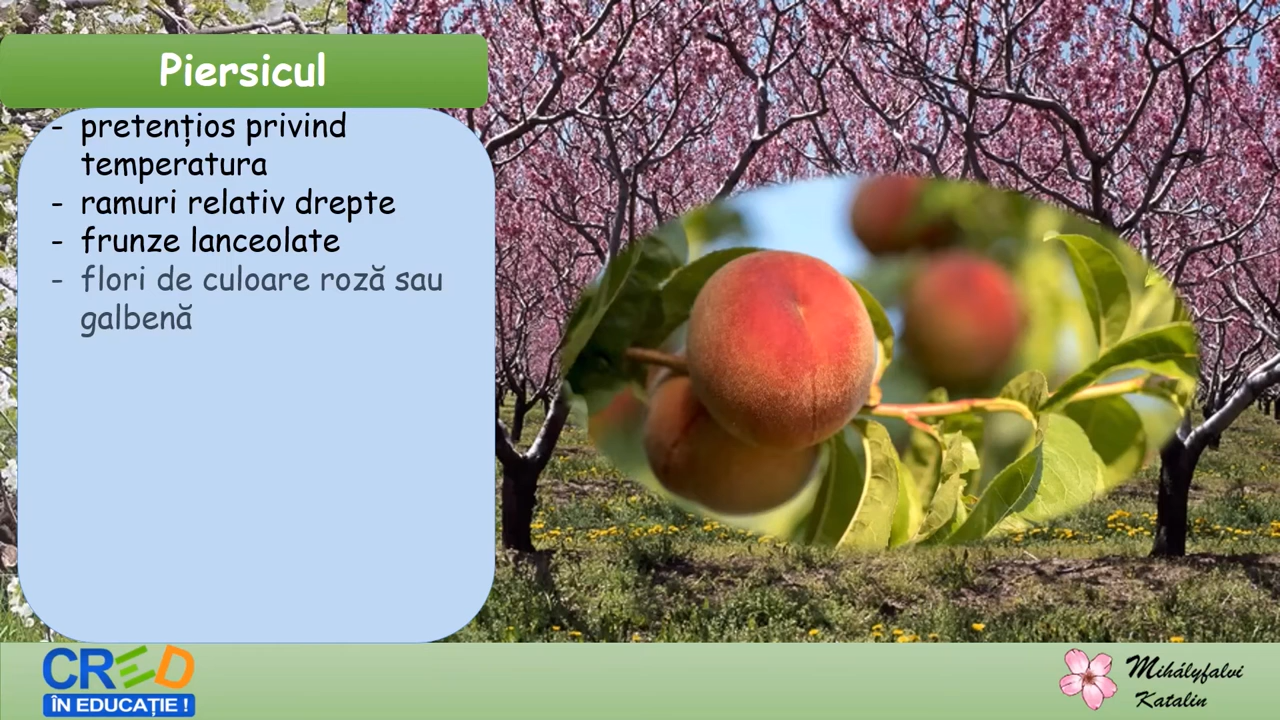 Piersicul
- pretențios privind
temperatura
- ramuri relativ drepte
- frunze lanceolate
- flori de culoare roză sau
galbenă
CRED
ÎN EDUCAȚIE !
Mihályfalvi
Katalin